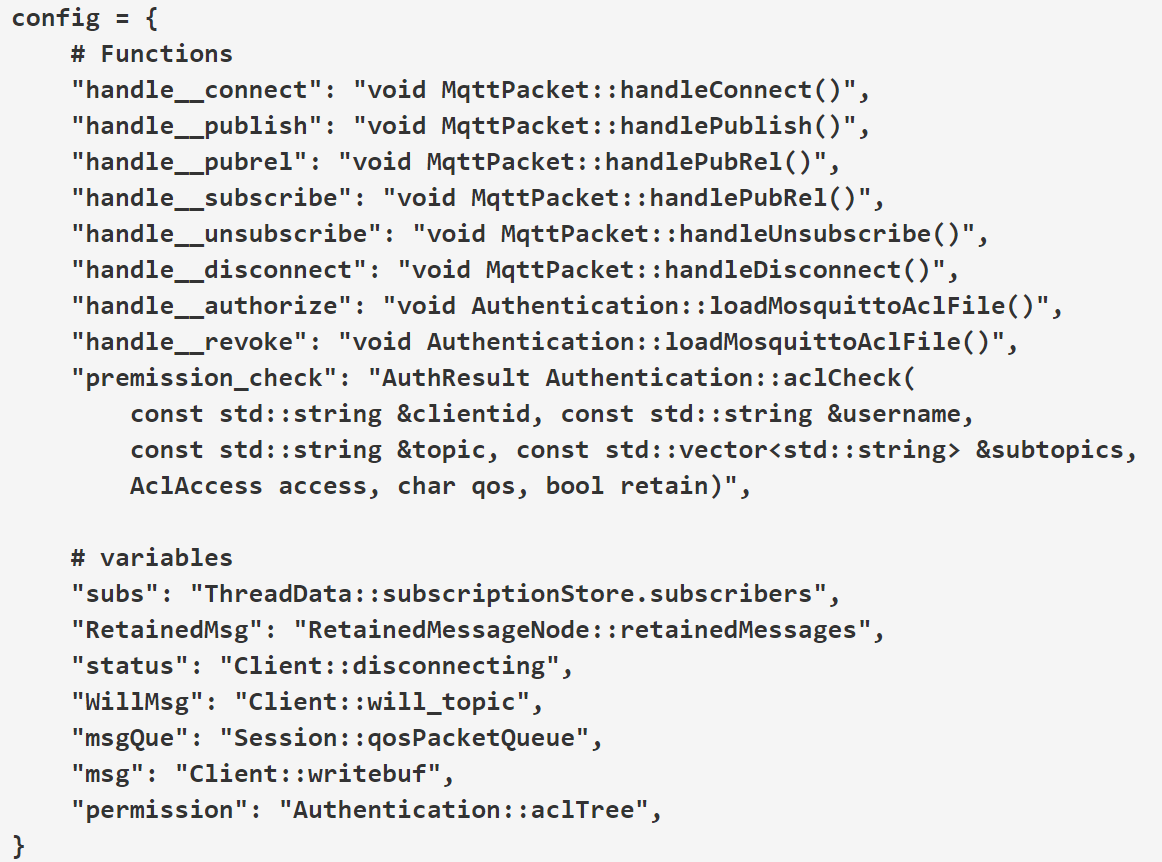 config = {
    # Functions
    "handle__connect": "void MqttPacket::handleConnect()",
    "handle__publish": "void MqttPacket::handlePublish()",
    "handle__pubrel": "void MqttPacket::handlePubRel()",
    "handle__subscribe": "void MqttPacket::handlePubRel()",
    "handle__unsubscribe": "void MqttPacket::handleUnsubscribe()",
    "handle__disconnect": "void MqttPacket::handleDisconnect()",
    "handle__authorize": "void Authentication::loadMosquittoAclFile()",
    "handle__revoke": "void Authentication::loadMosquittoAclFile()",
    "premission_check": "AuthResult Authentication::aclCheck(
        const std::string &clientid, const std::string &username,
        const std::string &topic, const std::vector<std::string> &subtopics,
        AclAccess access, char qos, bool retain)",

    # variables
    "subs": "ThreadData::subscriptionStore.subscribers",
    "RetainedMsg": "RetainedMessageNode::retainedMessages",
    "status": "Client::disconnecting",
    "WillMsg": "Client::will_topic",
    "msgQue": "Session::qosPacketQueue",
    "msg": "Client::writebuf",
    "permission": "Authentication::aclTree",
}